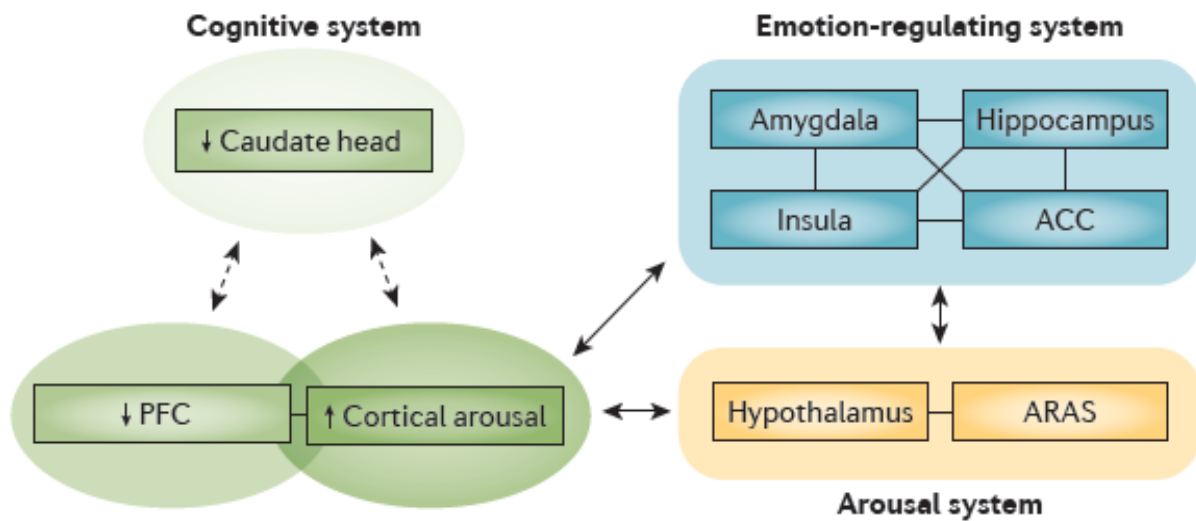 Cognitive system
Emotion-regulating system
↓ Caudate head
Amygdala
Hippocampus
Insula
ACC
↓ PFC
↑ Cortical arousal
Hypothalamus
ARAS
Arousal system